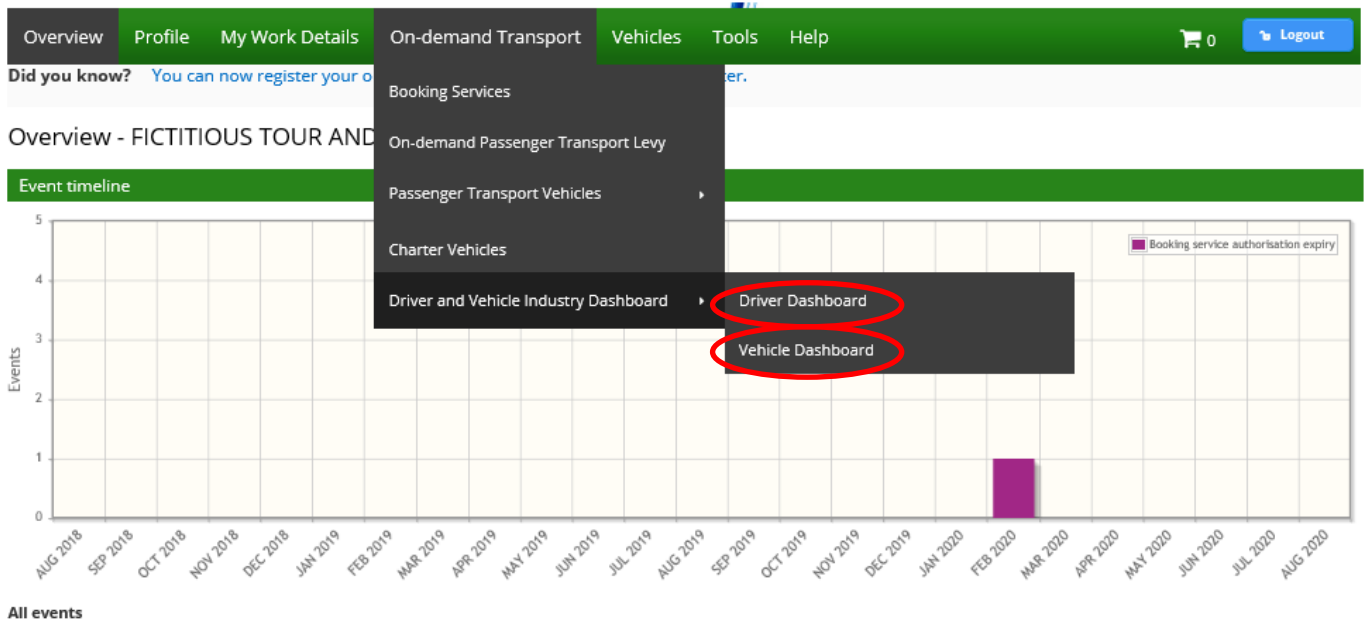 Overview Profile My Work Details On-demand Transport Vehicles Tools Help 0 Logout
Did you know? You can now register your o
er.
Booking Services
Overview - FICTITIOUS TOUR AND
On-demand Passenger Transport Levy
Event timeline
Passenger Transport Vehicles
Charter Vehicles
Driver and Vehicle Industry Dashboard
Driver Dashboard
Vehicle Dashboard
Booking service authorisation expiry
Events
5
4
3
2
1
0
AUG 2018 SEP 2018 OCT 2018 NOV 2018 DEC 2018 JAN 2019 FEB 2019 MAR 2019 APR 2019 MAY 2019 JUN 2019 JUL 2019 AUG 2019 SEP 2019 OCT 2019 NOV 2019 DEC 2019 JAN 2020 FEB 2020 MAR 2020 APR 2020 MAY 2020 JUN 2020 JUL 2020 AUG 2020
All events